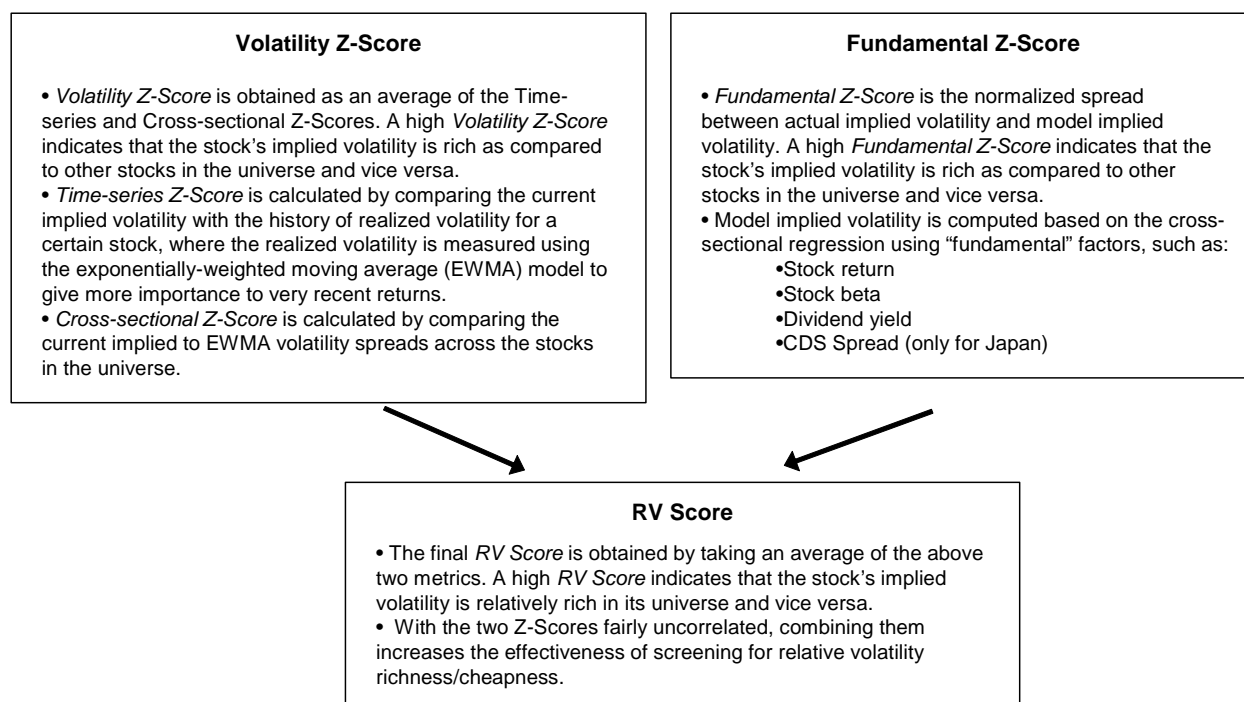 Volatility Z-Score
• Volatility Z-Score is obtained as an average of the Time-
series and Cross-sectional Z-Scores. A high Volatility Z-Score
indicates that the stock's implied volatility is rich as compared
to other stocks in the universe and vice versa.
• Time-series Z-Score is calculated by comparing the current
implied volatility with the history of realized volatility for a
certain stock, where the realized volatility is measured using
the exponentially-weighted moving average (EWMA) model to
give more importance to very recent returns.
• Cross-sectional Z-Score is calculated by comparing the
current implied to EWMA volatility spreads across the stocks
in the universe.
Fundamental Z-Score
• Fundamental Z-Score is the normalized spread
between actual implied volatility and model implied
volatility. A high Fundamental Z-Score indicates that the
stock's implied volatility is rich as compared to other
stocks in the universe and vice versa.
• Model implied volatility is computed based on the cross-
sectional regression using “fundamental” factors, such as:
•Stock return
•Stock beta
•Dividend yield
•CDS Spread (only for Japan)
RV Score
• The final RV Score is obtained by taking an average of the above
two metrics. A high RV Score indicates that the stock's implied
volatility is relatively rich in its universe and vice versa.
• With the two Z-Scores fairly uncorrelated, combining them
increases the effectiveness of screening for relative volatility
richness/cheapness.